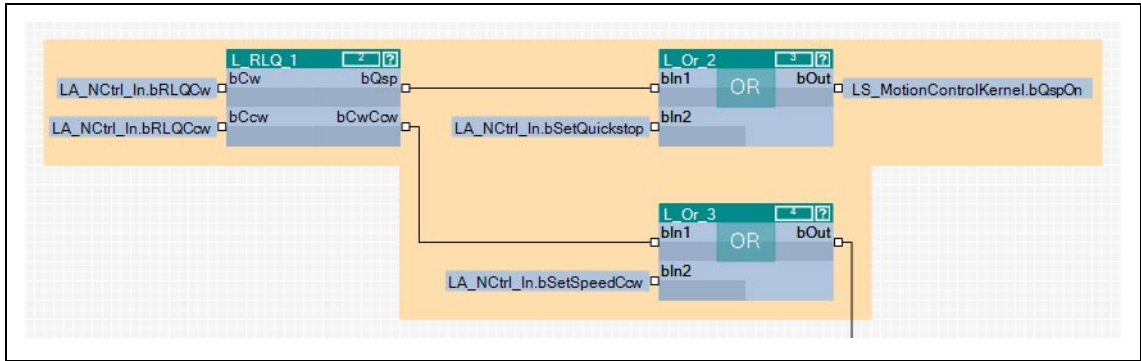 L_RLQ_1 2 ?
LA_NCtrl_In.bRLQCw bCw bQsp
LA_NCtrl_In.bRLQCcw bCcw bCwCcw
L_Or_2 3 ?
bIn1 OR bOut LS_MotionControlKernel.bQspOn
LA_NCtrl_In.bSetQuickstop bIn2
L_Or_3 4 ?
bIn1 OR bOut
LA_NCtrl_In.bSetSpeedCcw bIn2